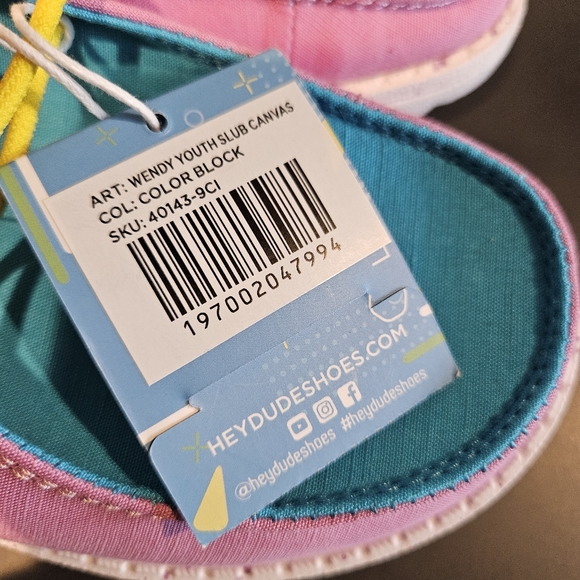 ART: WENDY YOUTH SLUB CANVAS
COL: COLOR BLOCK
SKU: 40143-9CI
197002047994
HEYDUDESHOES.COM
@heydudeshoes #heydudeshoes